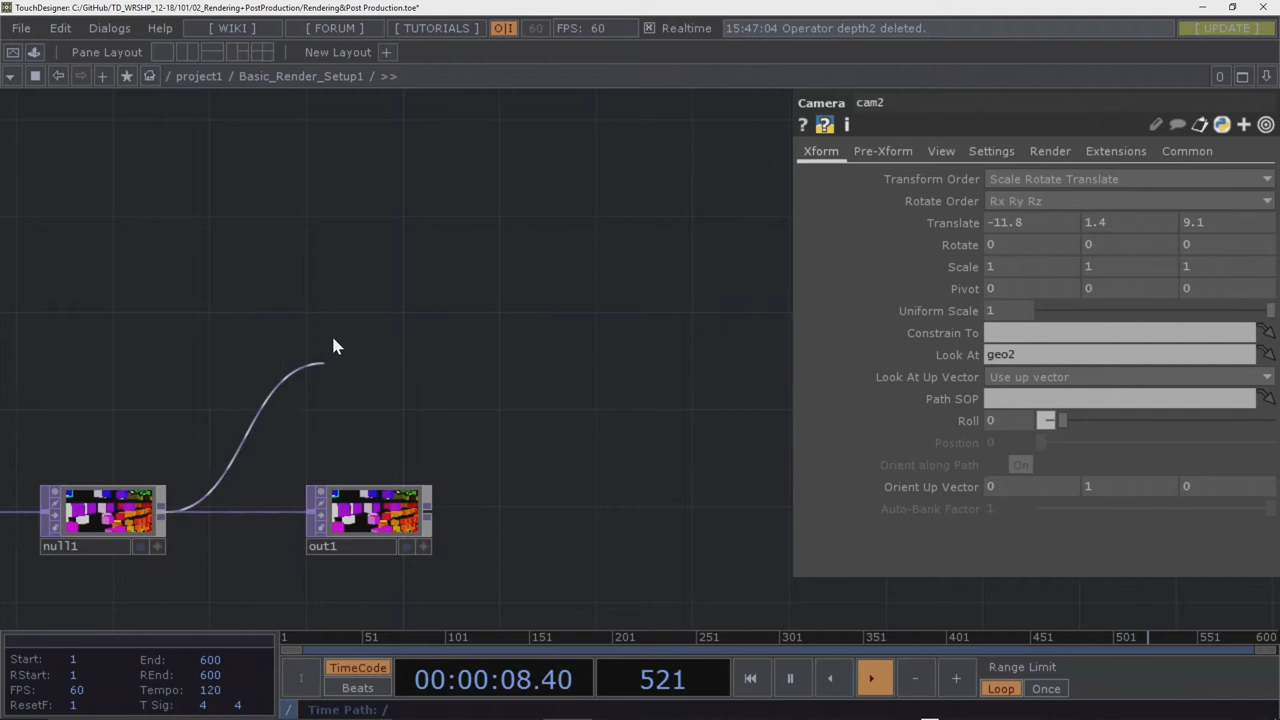 TouchDesigner: C:/GitHub/TD_WRSHP_12-18/101/02_Rendering+PostProduction/Rendering&Post Production.toe*
File Edit Dialogs Help [ WIKI ] [ FORUM ] [ TUTORIALS ] O|I 60 FPS: 60 Realtime 15:47:04 Operator depth2 deleted. [ UPDATE ]
Pane Layout New Layout +
/ project1 / Basic_Render_Setup1 / >> 0
Camera cam2
? ? i
Xform Pre-Xform View Settings Render Extensions Common
Transform Order Scale Rotate Translate
Rotate Order Rx Ry Rz
Translate -11.8 1.4 9.1
Rotate 0 0 0
Scale 1 1 1
Pivot 0 0 0
Uniform Scale 1
Constrain To
Look At geo2
Look At Up Vector Use up vector
Path SOP
Roll 0
Position 0
Orient along Path On
Orient Up Vector 0 1 0
Auto-Bank Factor 1
null1 out1
1 51 101 151 201 251 301 351 401 451 501 551 600
Start: 1 End: 600
RStart: 1 REnd: 600
FPS: 60 Tempo: 120
ResetF: 1 T Sig: 4 4
1 TimeCode Beats 00:00:08.40 521 - + Range Limit
Loop Once
/ Time Path: /